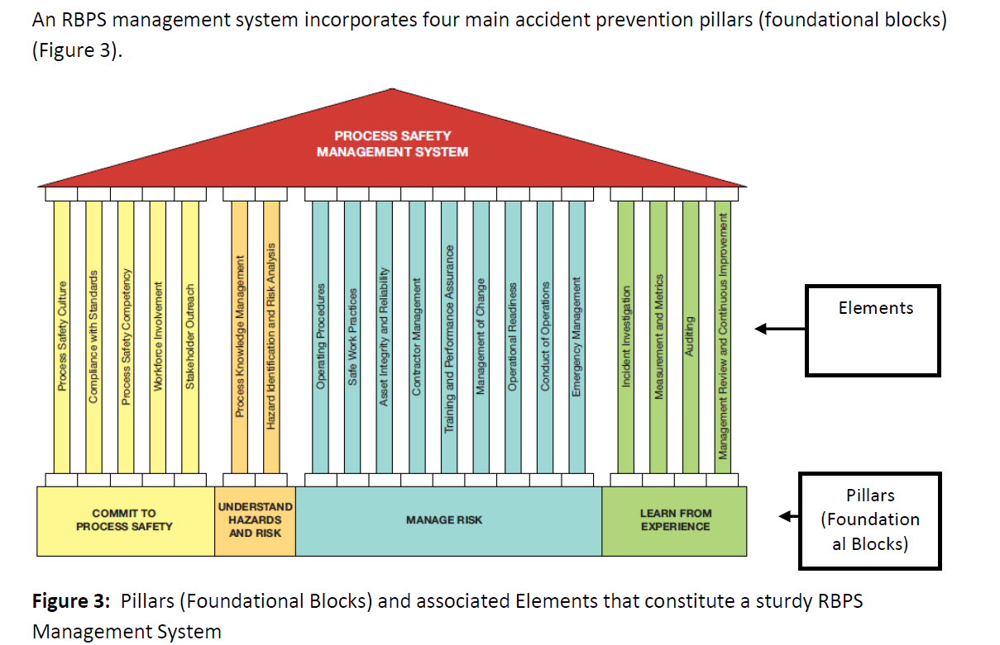 An RBPS management system incorporates four main accident prevention pillars (foundational blocks)
(Figure 3).
PROCESS SAFETY
MANAGEMENT SYSTEM
Process Safety Culture
Compliance with Standards
Process Safety Competency
Workforce Involvement
Stakeholder Outreach
Process Knowledge Management
Hazard Identification and Risk Analysis
Operating Procedures
Safe Work Practices
Asset Integrity and Reliability
Contractor Management
Training and Performance Assurance
Management of Change
Operational Readiness
Conduct of Operations
Emergency Management
Incident Investigation
Measurement and Metrics
Auditing
Management Review and Continuous Improvement
Elements
COMMIT TO
PROCESS SAFETY
UNDERSTAND
HAZARDS
AND RISK
MANAGE RISK
LEARN FROM
EXPERIENCE
Pillars
(Foundation
al Blocks)
Figure 3: Pillars (Foundational Blocks) and associated Elements that constitute a sturdy RBPS
Management System